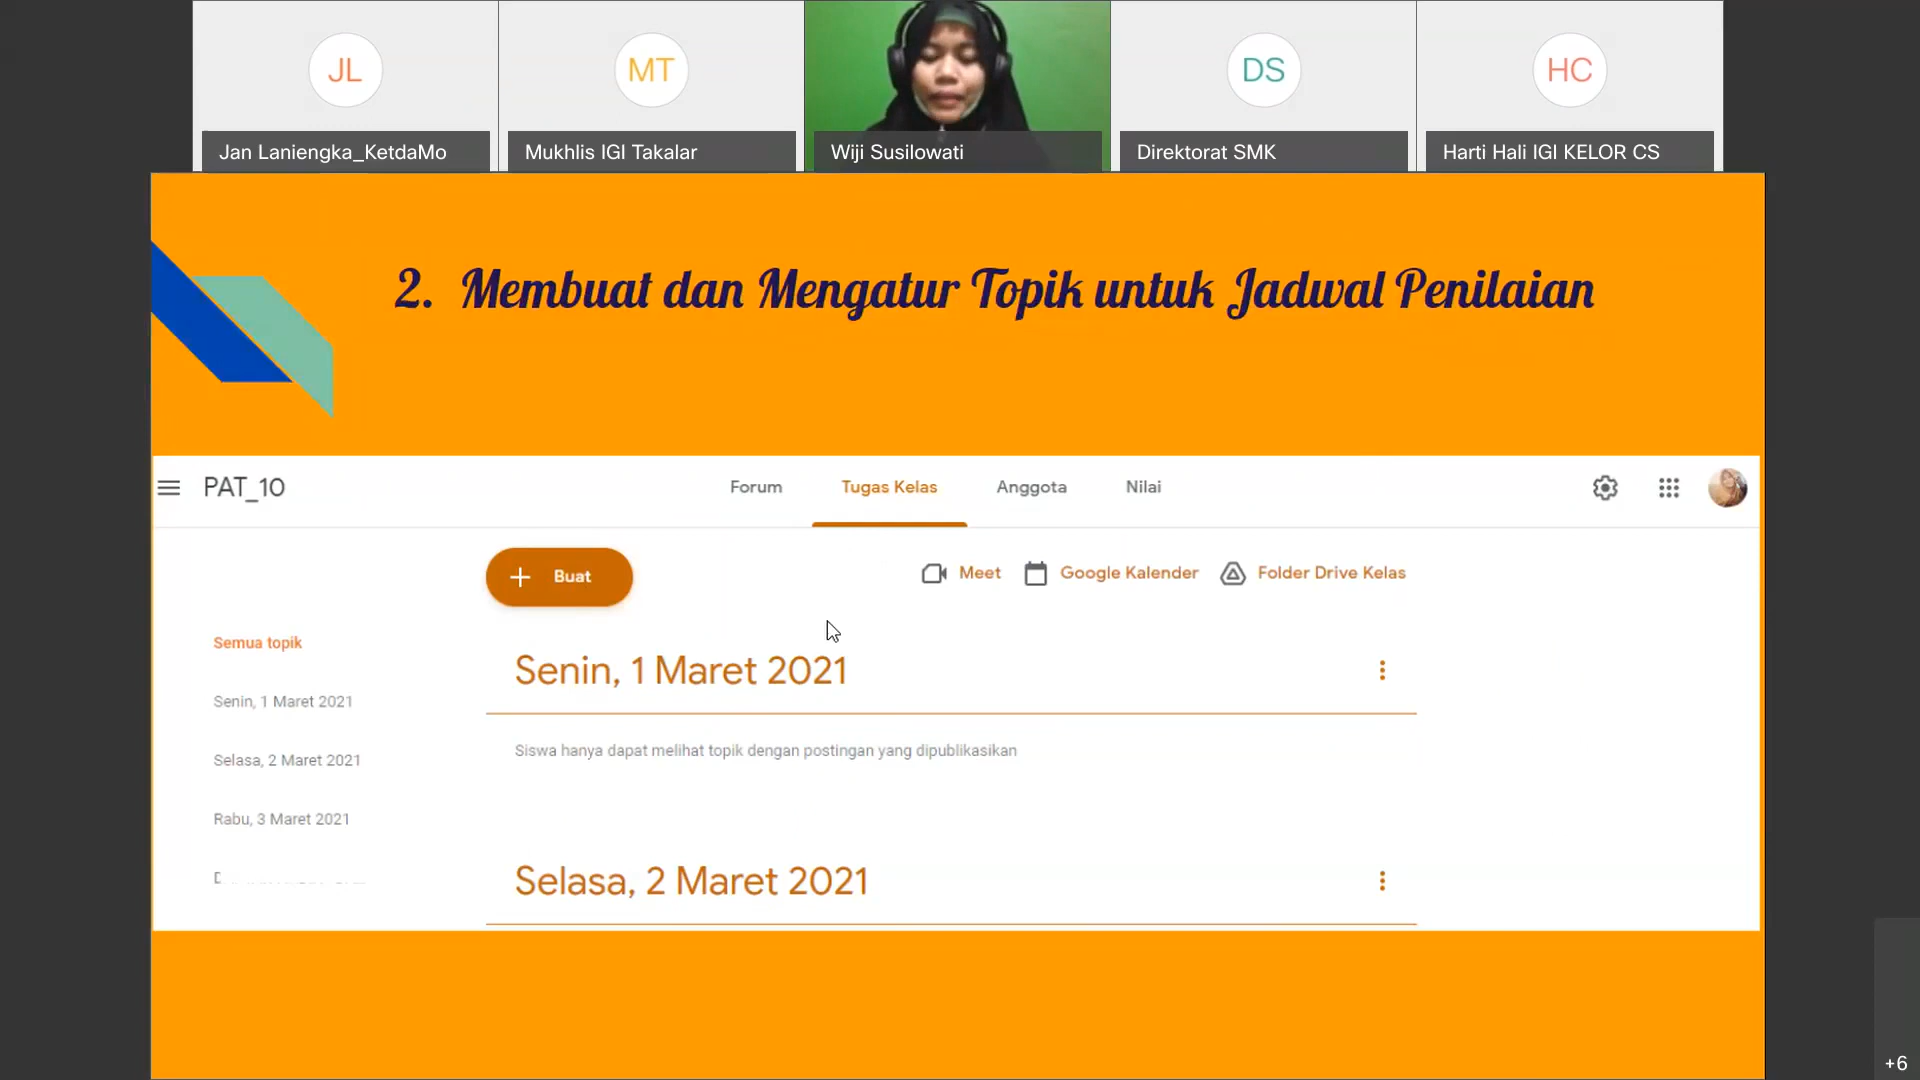 JL
MT
DS
HC
Jan Laniengka_KetdaMo
Mukhlis IGI Takalar
Wiji Susilowati
Direktorat SMK
Harti Hali IGI KELOR CS
2. Membuat dan Mengatur Topik untuk Jadwal Penilaian
PAT_10
Forum
Tugas Kelas
Anggota
Nilai
Buat
Meet
Google Kalender
Folder Drive Kelas
Semua topik
Senin, 1 Maret 2021
Selasa, 2 Maret 2021
Rabu, 3 Maret 2021
Senin, 1 Maret 2021
Siswa hanya dapat melihat topik dengan postingan yang dipublikasikan
Selasa, 2 Maret 2021
+6